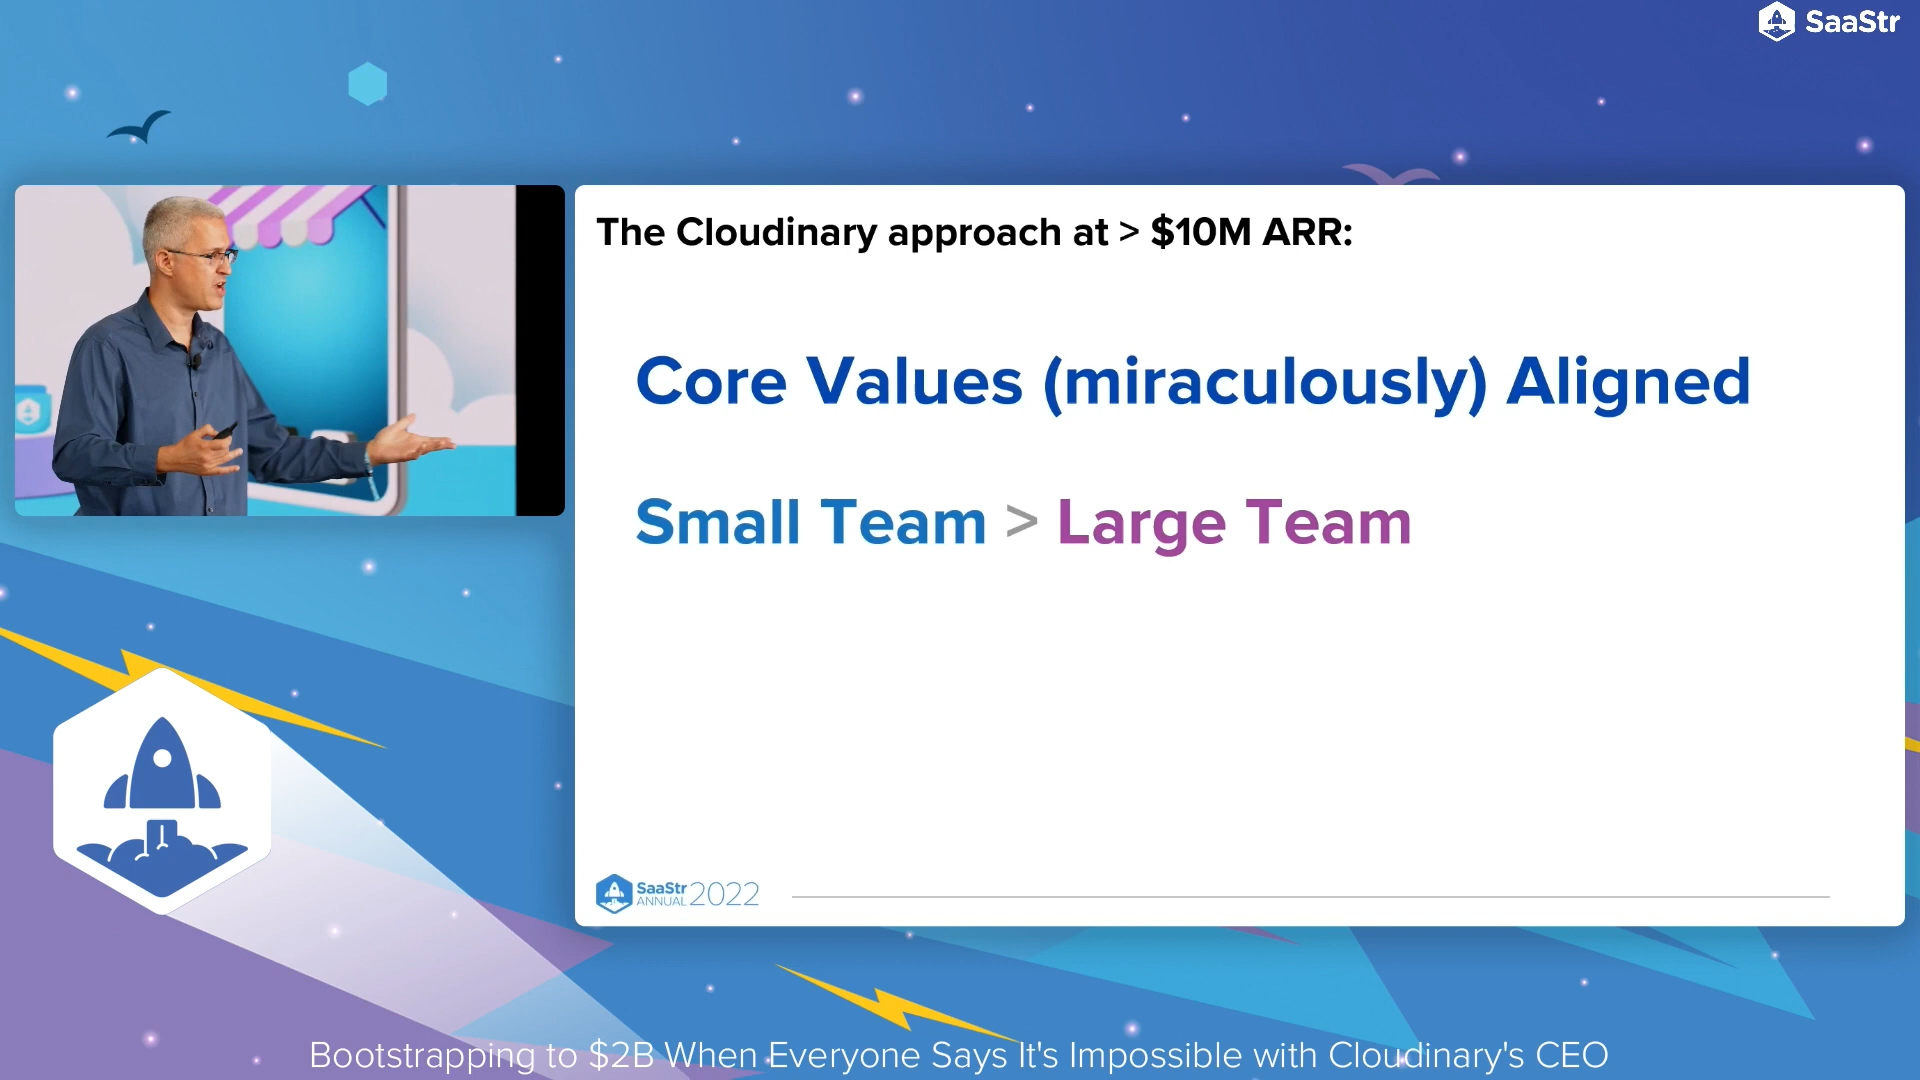 SaaStr
The Cloudinary approach at > $10M ARR:
Core Values (miraculously) Aligned
Small Team > Large Team
SaaStr
ANNUAL 2022
Bootstrapping to $2B When Everyone Says It's Impossible with Cloudinary's CEO